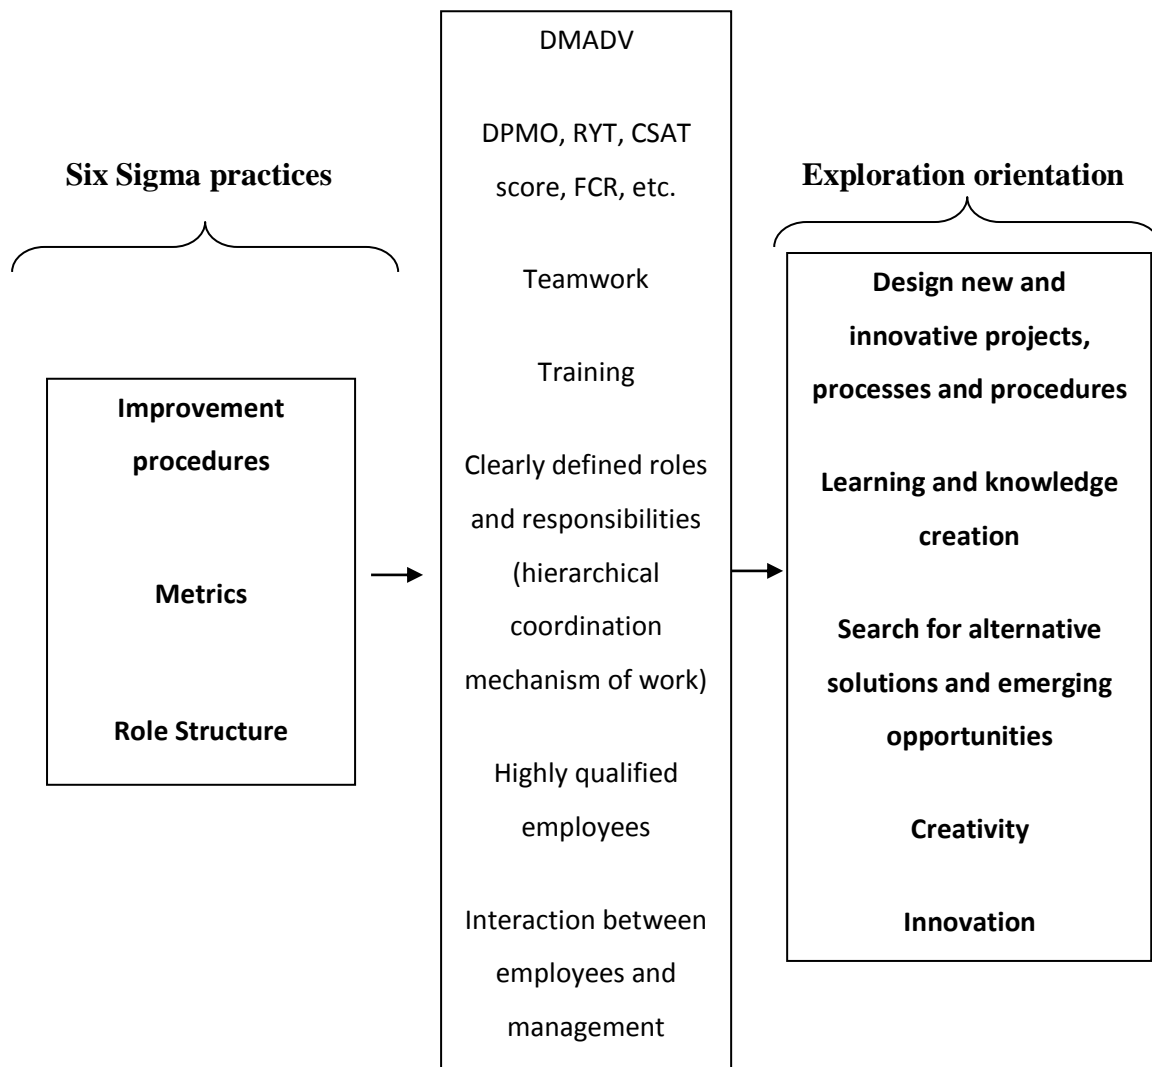 Six Sigma practices
Improvement
procedures
Metrics
Role Structure
DMADV
DPMO, RYT, CSAT
score, FCR, etc.
Teamwork
Training
Clearly defined roles
and responsibilities
(hierarchical
coordination
mechanism of work)
Highly qualified
employees
Interaction between
employees and
management
Exploration orientation
Design new and
innovative projects,
processes and procedures
Learning and knowledge
creation
Search for alternative
solutions and emerging
opportunities
Creativity
Innovation